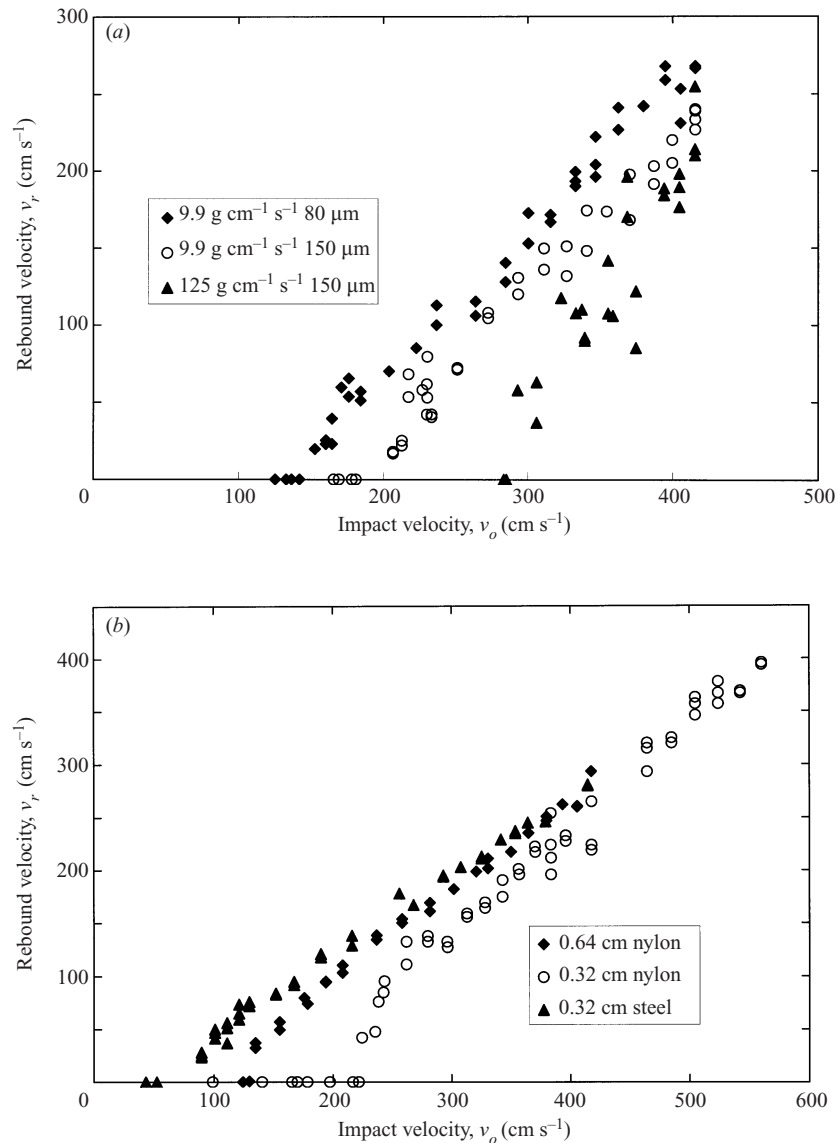 300
(a)
200
100
Rebound velocity, v_r (cm s⁻¹)
9.9 g cm⁻¹ s⁻¹ 80 μm
9.9 g cm⁻¹ s⁻¹ 150 μm
125 g cm⁻¹ s⁻¹ 150 μm
0 100 200 300 400 500
Impact velocity, v_o (cm s⁻¹)
(b)
400
300
200
100
Rebound velocity, v_r (cm s⁻¹)
0.64 cm nylon
0.32 cm nylon
0.32 cm steel
0 100 200 300 400 500 600
Impact velocity, v_o (cm s⁻¹)